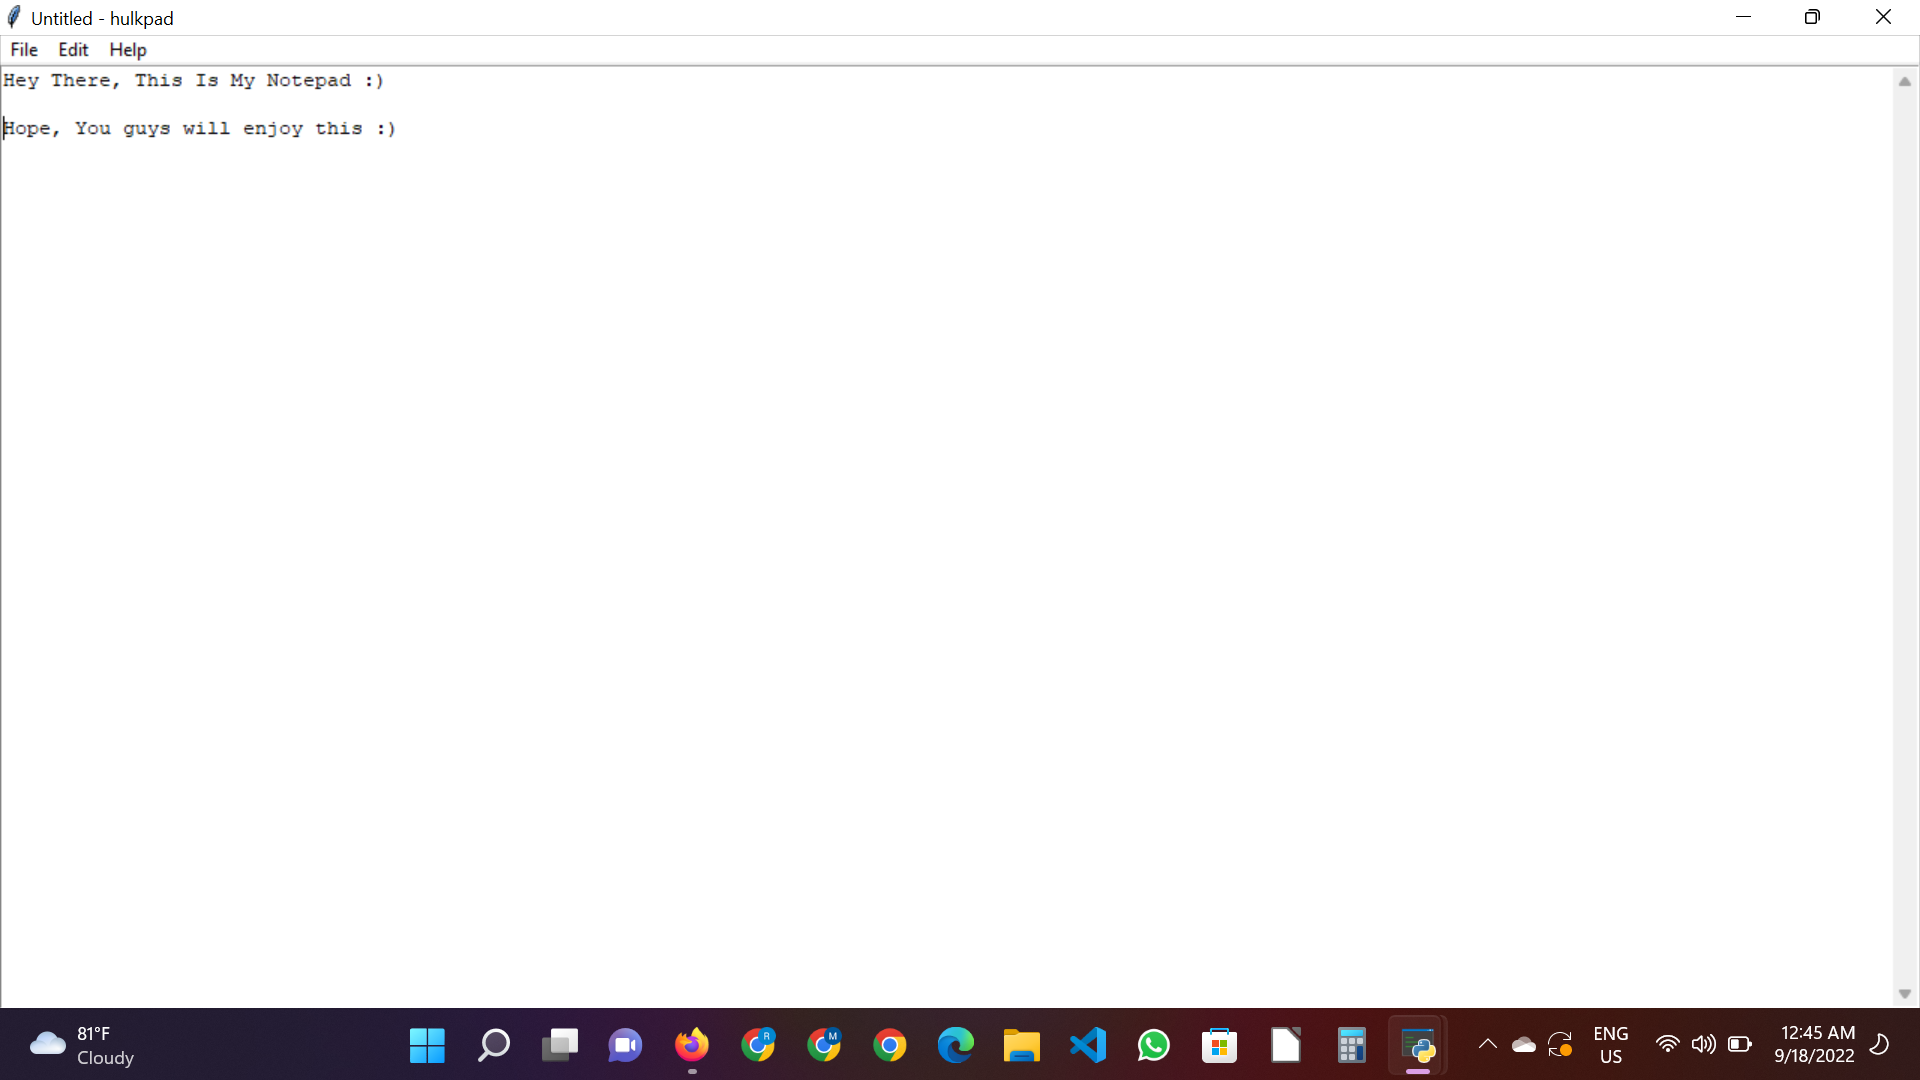 Untitled - hulkpad
File Edit Help
Hey There, This Is My Notepad :)
Hope, You guys will enjoy this :)
81°F
Cloudy
R
M
ENG
US
12:45 AM
9/18/2022